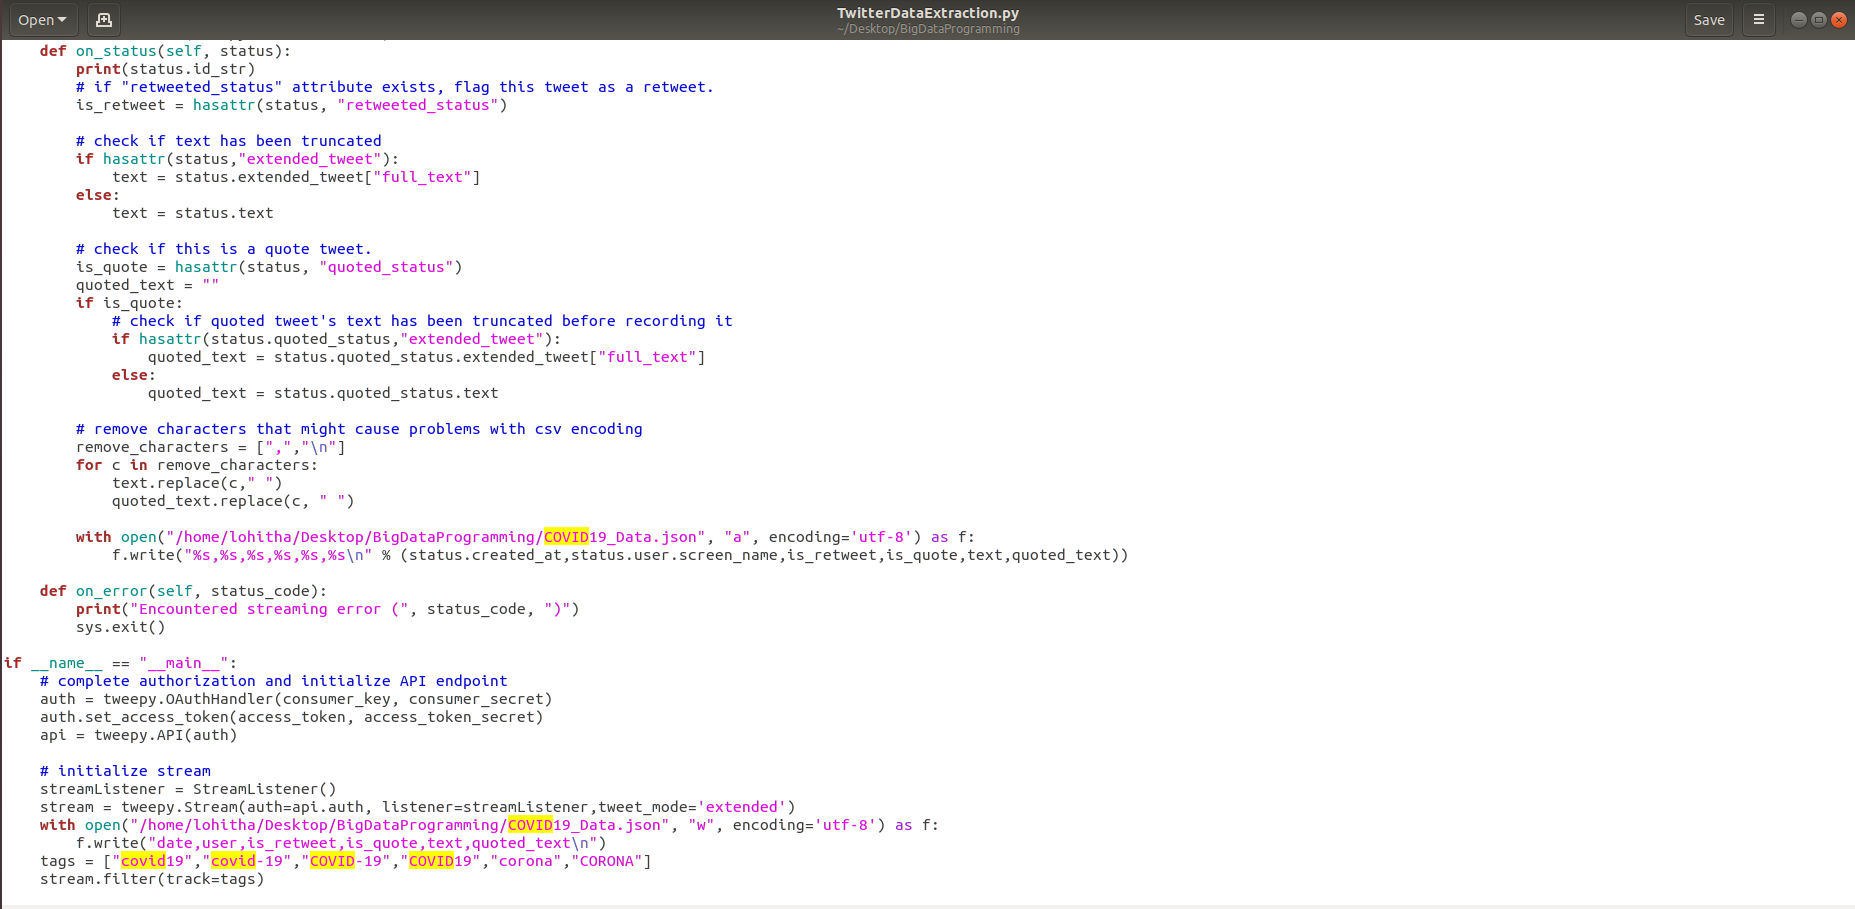 Open
TwitterDataExtraction.py
~/Desktop/BigDataProgramming
Save
    def on_status(self, status):
        print(status.id_str)
        # if "retweeted_status" attribute exists, flag this tweet as a retweet.
        is_retweet = hasattr(status, "retweeted_status")

        # check if text has been truncated
        if hasattr(status,"extended_tweet"):
            text = status.extended_tweet["full_text"]
        else:
            text = status.text

        # check if this is a quote tweet.
        is_quote = hasattr(status, "quoted_status")
        quoted_text = ""
        if is_quote:
            # check if quoted tweet's text has been truncated before recording it
            if hasattr(status.quoted_status,"extended_tweet"):
                quoted_text = status.quoted_status.extended_tweet["full_text"]
            else:
                quoted_text = status.quoted_status.text

        # remove characters that might cause problems with csv encoding
        remove_characters = [",","\n"]
        for c in remove_characters:
            text.replace(c," ")
            quoted_text.replace(c, " ")

        with open("/home/lohitha/Desktop/BigDataProgramming/COVID19_Data.json", "a", encoding='utf-8') as f:
            f.write("%s,%s,%s,%s,%s,%s\n" % (status.created_at,status.user.screen_name,is_retweet,is_quote,text,quoted_text))

    def on_error(self, status_code):
        print("Encountered streaming error (", status_code, ")")
        sys.exit()

if __name__ == "__main__":
    # complete authorization and initialize API endpoint
    auth = tweepy.OAuthHandler(consumer_key, consumer_secret)
    auth.set_access_token(access_token, access_token_secret)
    api = tweepy.API(auth)

    # initialize stream
    streamListener = StreamListener()
    stream = tweepy.Stream(auth=api.auth, listener=streamListener,tweet_mode='extended')
    with open("/home/lohitha/Desktop/BigDataProgramming/COVID19_Data.json", "w", encoding='utf-8') as f:
        f.write("date,user,is_retweet,is_quote,text,quoted_text\n")
    tags = ["covid19","covid-19","COVID-19","COVID19","corona","CORONA"]
    stream.filter(track=tags)